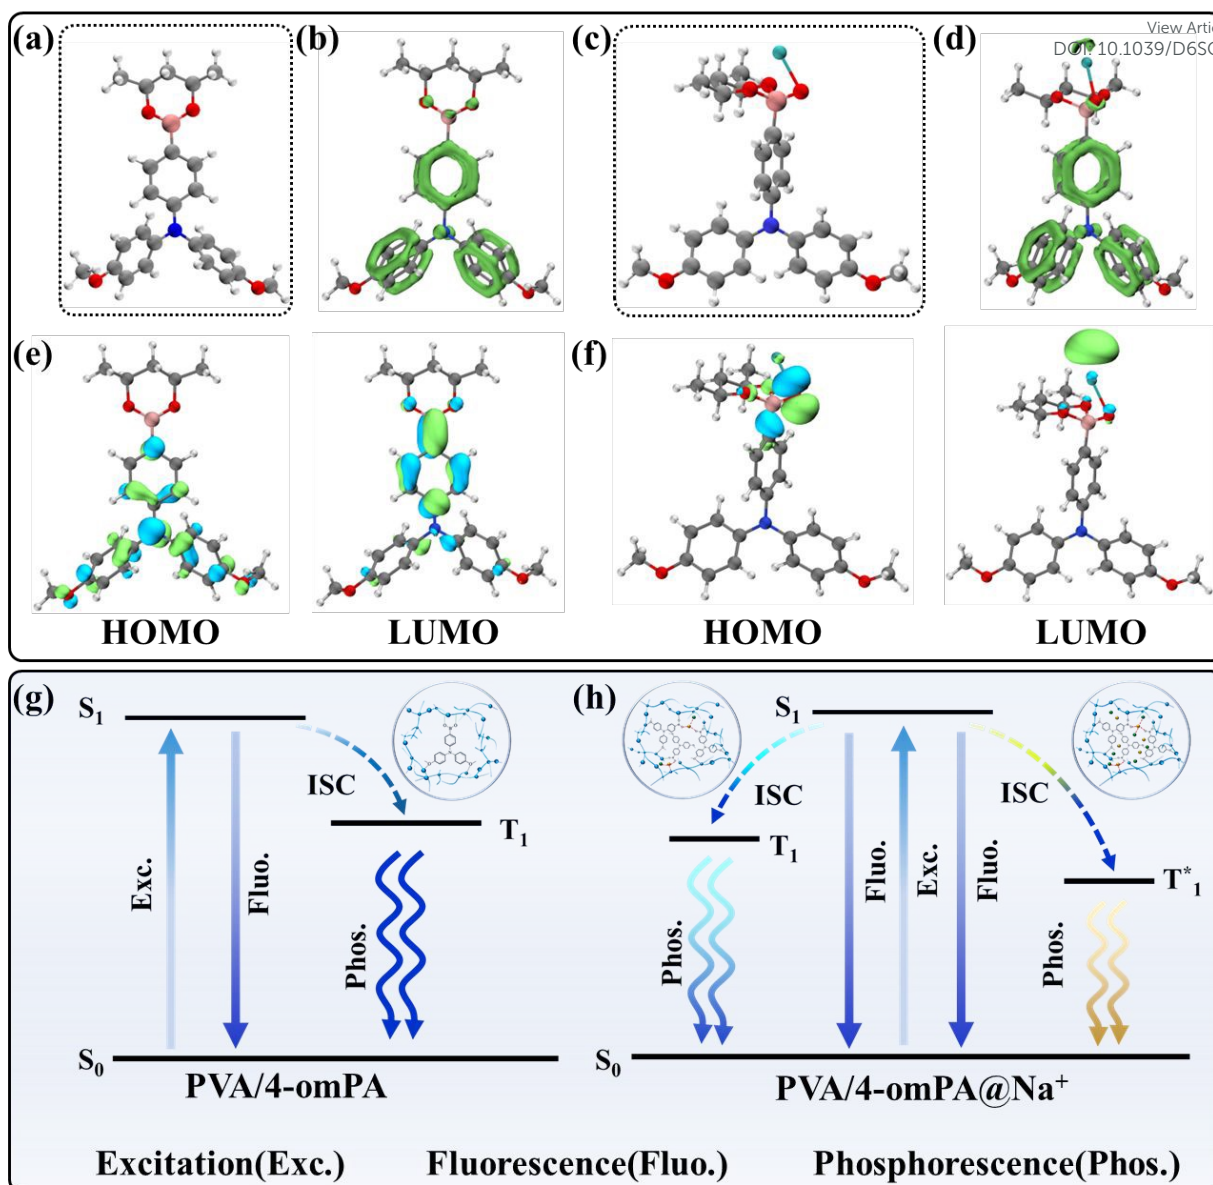 (a)
(b)
(c)
(d)
View Artic
DOI: 10.1039/D6SC
(e)
(f)
HOMO
LUMO
HOMO
LUMO
(g)
S1
ISC
T1
Exc.
Fluo.
Phos.
S0
PVA/4-omPA
(h)
S1
ISC
ISC
T1
T*1
Phos.
Fluo.
Exc.
Fluo.
Phos.
S0
PVA/4-omPA@Na+
Excitation(Exc.) Fluorescence(Fluo.) Phosphorescence(Phos.)